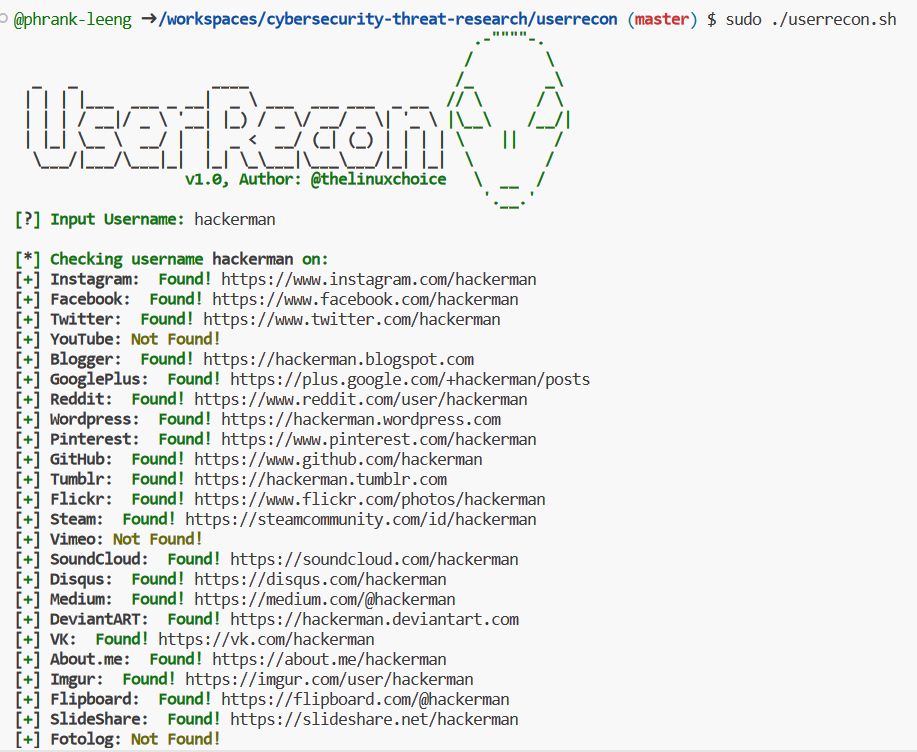 @phrank-leeng →/workspaces/cybersecurity-threat-research/userrecon (master) $ sudo ./userrecon.sh
UserRecon
v1.0, Author: @thelinuxchoice
[?] Input Username: hackerman
[*] Checking username hackerman on:
[+] Instagram: Found! https://www.instagram.com/hackerman
[+] Facebook: Found! https://www.facebook.com/hackerman
[+] Twitter: Found! https://www.twitter.com/hackerman
[+] YouTube: Not Found!
[+] Blogger: Found! https://hackerman.blogspot.com
[+] GooglePlus: Found! https://plus.google.com/+hackerman/posts
[+] Reddit: Found! https://www.reddit.com/user/hackerman
[+] Wordpress: Found! https://hackerman.wordpress.com
[+] Pinterest: Found! https://www.pinterest.com/hackerman
[+] GitHub: Found! https://www.github.com/hackerman
[+] Tumblr: Found! https://hackerman.tumblr.com
[+] Flickr: Found! https://www.flickr.com/photos/hackerman
[+] Steam: Found! https://steamcommunity.com/id/hackerman
[+] Vimeo: Not Found!
[+] SoundCloud: Found! https://soundcloud.com/hackerman
[+] Disqus: Found! https://disqus.com/hackerman
[+] Medium: Found! https://medium.com/@hackerman
[+] DeviantART: Found! https://hackerman.deviantart.com
[+] VK: Found! https://vk.com/hackerman
[+] About.me: Found! https://about.me/hackerman
[+] Imgur: Found! https://imgur.com/user/hackerman
[+] Flipboard: Found! https://flipboard.com/@hackerman
[+] SlideShare: Found! https://slideshare.net/hackerman
[+] Fotolog: Not Found!